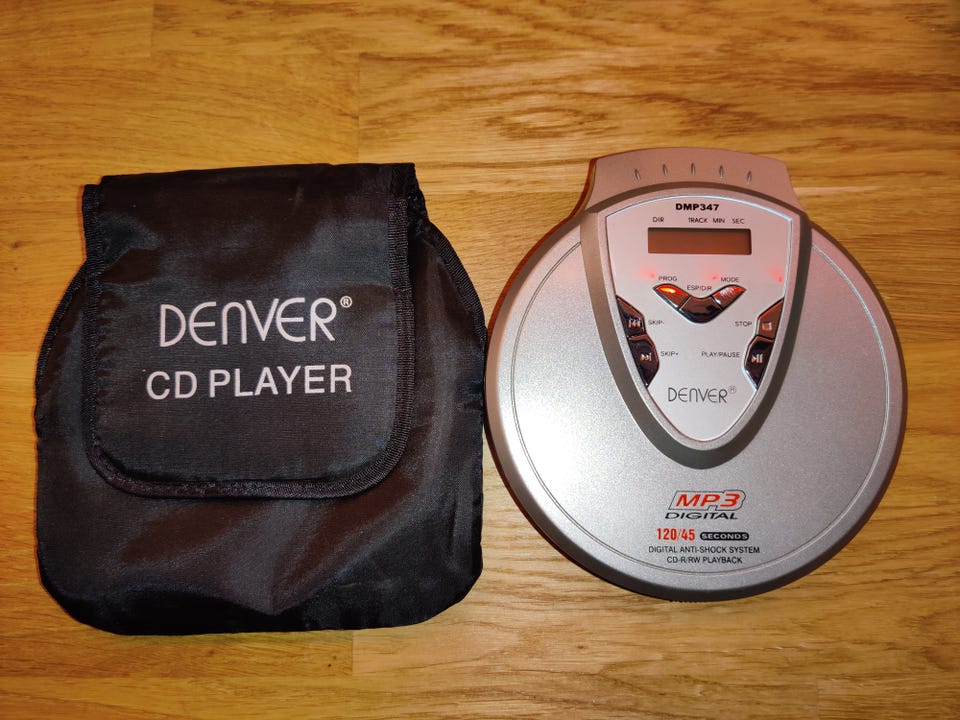 DENVER®
CD PLAYER
DMP347
DIR TRACK MIN SEC
PROG MODE
ESP/DIR
SKIP- STOP
SKIP+ PLAY/PAUSE
DENVER®
MP3
DIGITAL
120/45 SECONDS
DIGITAL ANTI-SHOCK SYSTEM
CD-R/RW PLAYBACK